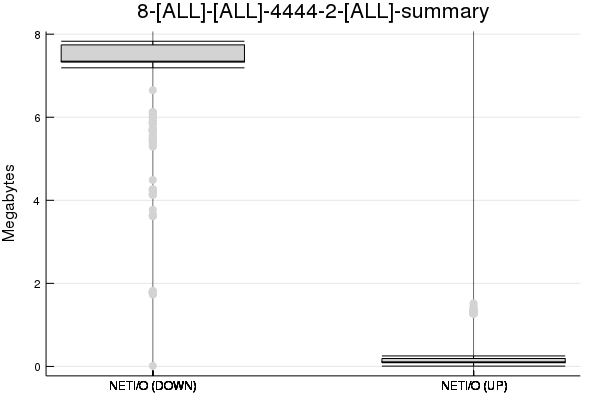 8-[ALL]-[ALL]-4444-2-[ALL]-summary
Megabytes
8
6
4
2
0
NETI/O (DOWN)
NETI/O (UP)